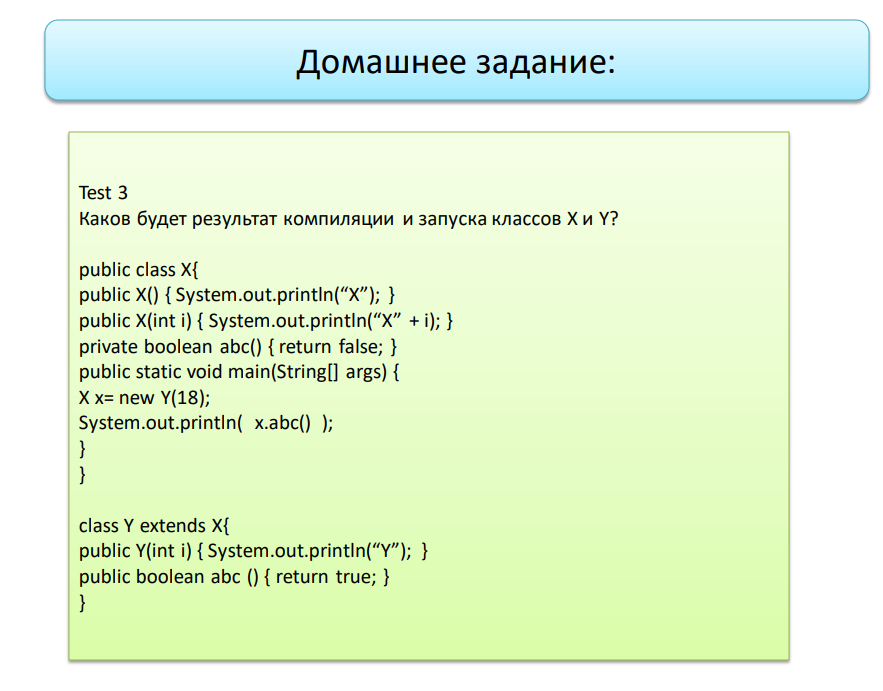 Домашнее задание:
Test 3
Каков будет результат компиляции и запуска классов X и Y?
public class X{
public X() { System.out.println(“X”); }
public X(int i) { System.out.println(“X” + i); }
private boolean abc() { return false; }
public static void main(String[] args) {
X x= new Y(18);
System.out.println( x.abc() );
}
}
class Y extends X{
public Y(int i) { System.out.println(“Y”); }
public boolean abc () { return true; }
}